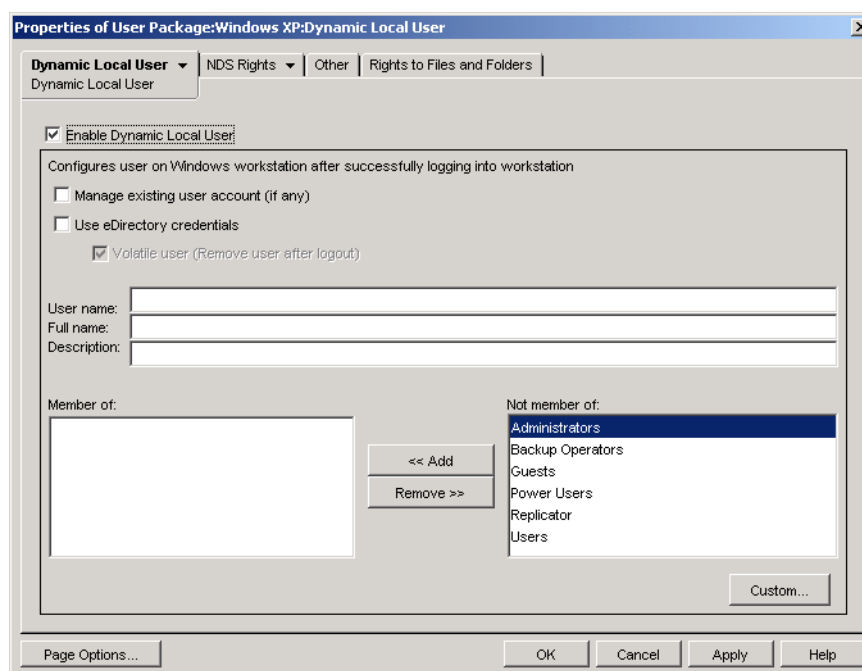 Properties of User Package:Windows XP:Dynamic Local User
Dynamic Local User NDS Rights Other Rights to Files and Folders
Dynamic Local User
Enable Dynamic Local User
Configures user on Windows workstation after successfully logging into workstation
Manage existing user account (if any)
Use eDirectory credentials
Volatile user (Remove user after logout)
User name:
Full name:
Description:
Member of:
Not member of:
Administrators
Backup Operators
Guests
Power Users
Replicator
Users
<< Add
Remove >>
Custom...
Page Options... OK Cancel Apply Help